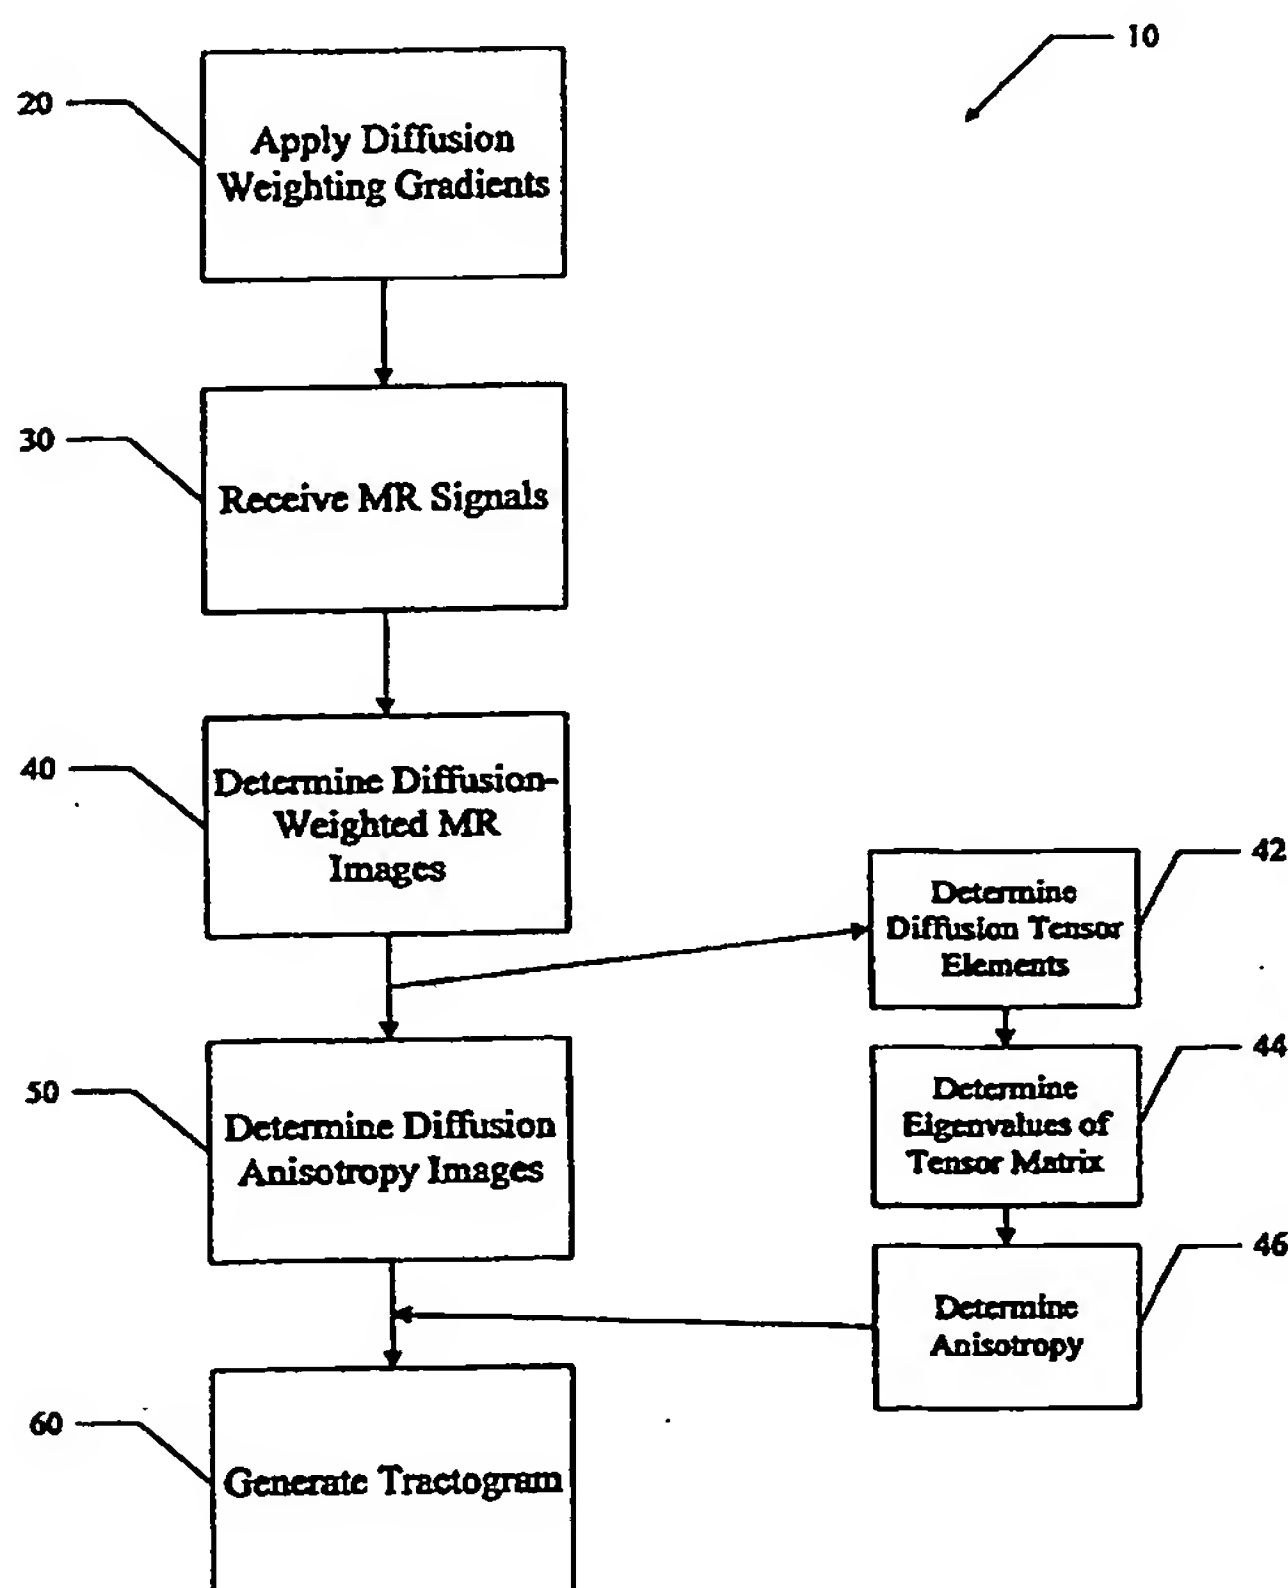 10
20
Apply Diffusion
Weighting Gradients
30
Receive MR Signals
40
Determine Diffusion-
Weighted MR
Images
42
Determine
Diffusion Tensor
Elements
44
Determine
Eigenvalues of
Tensor Matrix
46
Determine
Anisotropy
50
Determine Diffusion
Anisotropy Images
60
Generate Tractogram